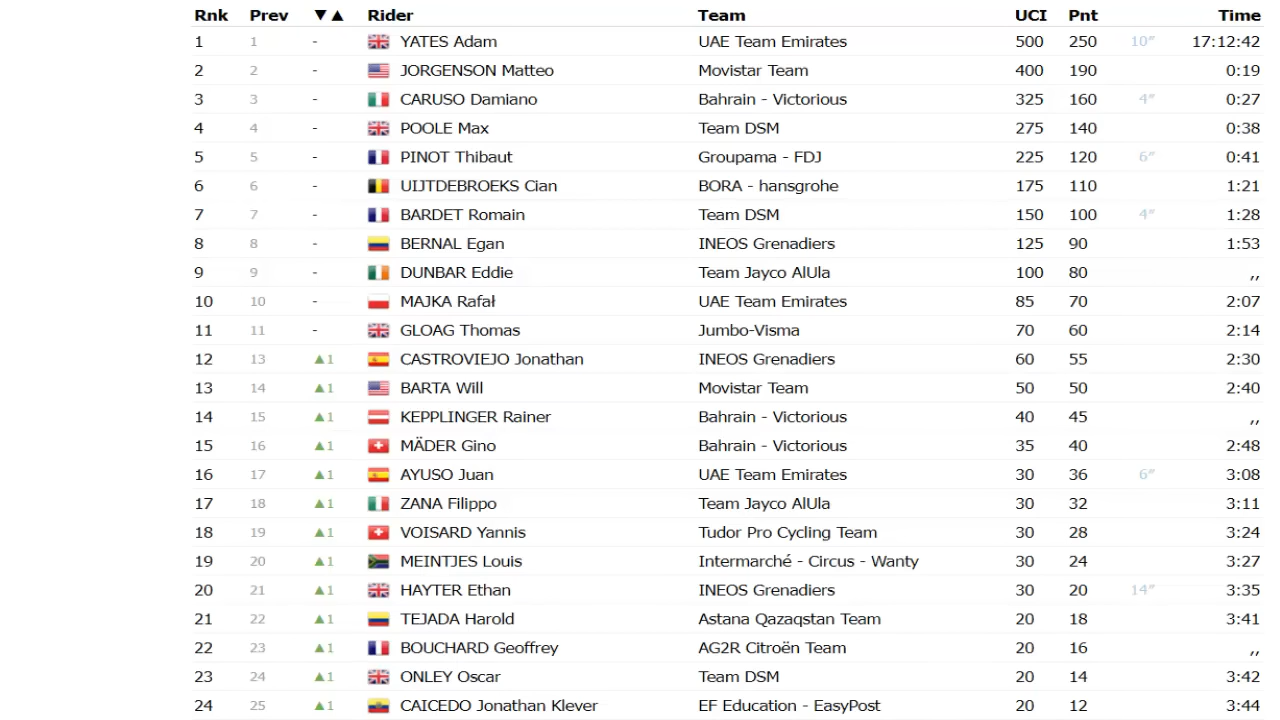 Rnk Prev ▼▲ Rider Team UCI Pnt Time
1 1 - YATES Adam UAE Team Emirates 500 250 10″ 17:12:42
2 2 - JORGENSON Matteo Movistar Team 400 190 0:19
3 3 - CARUSO Damiano Bahrain - Victorious 325 160 4″ 0:27
4 4 - POOLE Max Team DSM 275 140 0:38
5 5 - PINOT Thibaut Groupama - FDJ 225 120 6″ 0:41
6 6 - UIJTDEBROEKS Cian BORA - hansgrohe 175 110 1:21
7 7 - BARDET Romain Team DSM 150 100 4″ 1:28
8 8 - BERNAL Egan INEOS Grenadiers 125 90 1:53
9 9 - DUNBAR Eddie Team Jayco AlUla 100 80 ,,
10 10 - MAJKA Rafał UAE Team Emirates 85 70 2:07
11 11 - GLOAG Thomas Jumbo-Visma 70 60 2:14
12 13 ▲1 CASTROVIEJO Jonathan INEOS Grenadiers 60 55 2:30
13 14 ▲1 BARTA Will Movistar Team 50 50 2:40
14 15 ▲1 KEPPLINGER Rainer Bahrain - Victorious 40 45 ,,
15 16 ▲1 MÄDER Gino Bahrain - Victorious 35 40 2:48
16 17 ▲1 AYUSO Juan UAE Team Emirates 30 36 6″ 3:08
17 18 ▲1 ZANA Filippo Team Jayco AlUla 30 32 3:11
18 19 ▲1 VOISARD Yannis Tudor Pro Cycling Team 30 28 3:24
19 20 ▲1 MEINTJES Louis Intermarché - Circus - Wanty 30 24 3:27
20 21 ▲1 HAYTER Ethan INEOS Grenadiers 30 20 14″ 3:35
21 22 ▲1 TEJADA Harold Astana Qazaqstan Team 20 18 3:41
22 23 ▲1 BOUCHARD Geoffrey AG2R Citroën Team 20 16 ,,
23 24 ▲1 ONLEY Oscar Team DSM 20 14 3:42
24 25 ▲1 CAICEDO Jonathan Klever EF Education - EasyPost 20 12 3:44